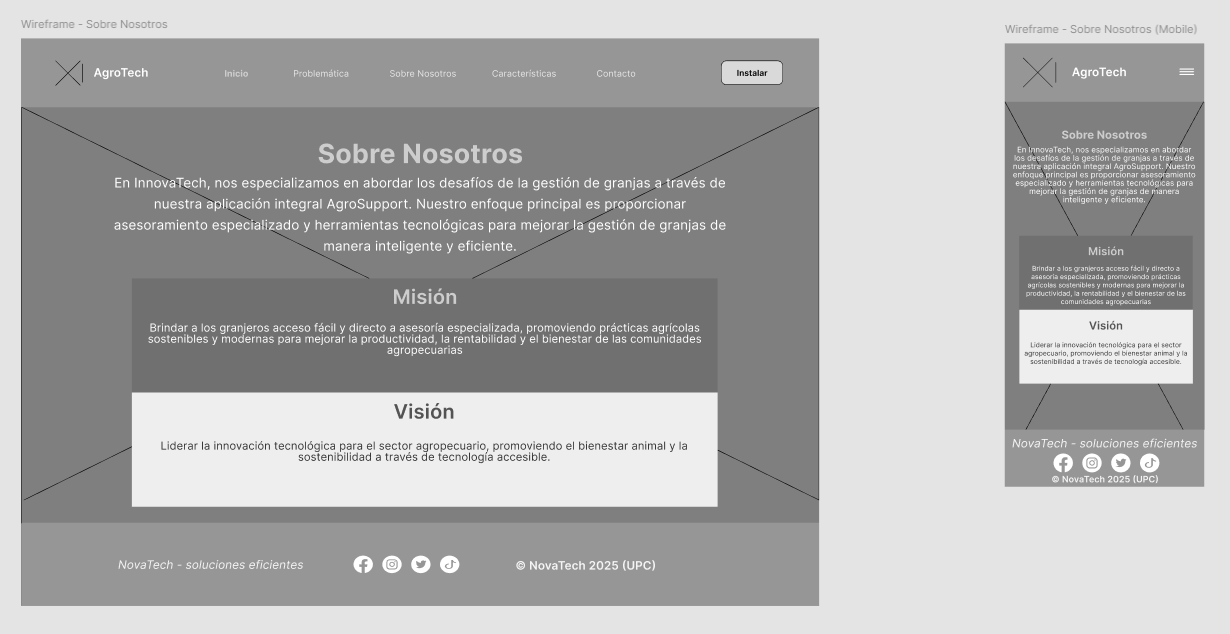 Wireframe - Sobre Nosotros
AgroTech
Inicio
Problemática
Sobre Nosotros
Características
Contacto
Instalar
Sobre Nosotros
En InnovaTech, nos especializamos en abordar los desafíos de la gestión de granjas a través de
nuestra aplicación integral AgroSupport. Nuestro enfoque principal es proporcionar
asesoramiento especializado y herramientas tecnológicas para mejorar la gestión de granjas de
manera inteligente y eficiente.
Misión
Brindar a los granjeros acceso fácil y directo a asesoría especializada, promoviendo prácticas agrícolas
sostenibles y modernas para mejorar la productividad, la rentabilidad y el bienestar de las comunidades
agropecuarias
Visión
Liderar la innovación tecnológica para el sector agropecuario, promoviendo el bienestar animal y la
sostenibilidad a través de tecnología accesible.
NovaTech - soluciones eficientes
© NovaTech 2025 (UPC)
Wireframe - Sobre Nosotros (Mobile)
AgroTech
Sobre Nosotros
En InnovaTech, nos especializamos en abordar
los desafíos de la gestión de granjas a través de
nuestra aplicación integral AgroSupport. Nuestro
enfoque principal es proporcionar asesoramiento
especializado y herramientas tecnológicas para
mejorar la gestión de granjas de manera
inteligente y eficiente.
Misión
Brindar a los granjeros acceso fácil y directo a
asesoría especializada, promoviendo prácticas
agrícolas sostenibles y modernas para mejorar la
productividad, la rentabilidad y el bienestar de las
comunidades agropecuarias
Visión
Liderar la innovación tecnológica para el sector
agropecuario, promoviendo el bienestar animal y la
sostenibilidad a través de tecnología accesible.
NovaTech - soluciones eficientes
© NovaTech 2025 (UPC)